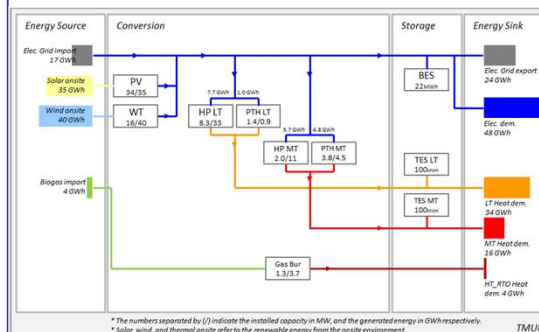 Energy Source
Conversion
Storage
Energy Sink
Elec. Grid import
17 GWh
Elec. Grid export
24 GWh
Solar onsite
35 GWh
PV
34/35
BES
22MWh
Wind onsite
40 GWh
WT
16/40
7.7 GWh
1.0 GWh
HP LT
8.3/33
PTH LT
1.4/0.9
Elec. dem.
48 GWh
3.7 GWh
4.8 GWh
HP MT
2.0/11
PTH MT
3.8/4.5
TES LT
100MWh
Biogas import
4 GWh
LT Heat dem.
34 GWh
TES MT
100MWh
MT Heat dem.
16 GWh
Gas Bur
1.3/3.7
HT_RTO Heat
dem. 4 GWh
* The numbers separated by (/) indicate the installed capacity in MW, and the generated energy in GWh respectively.
* Solar, wind, and thermal onsite refer to the renewable energy from the onsite environment.